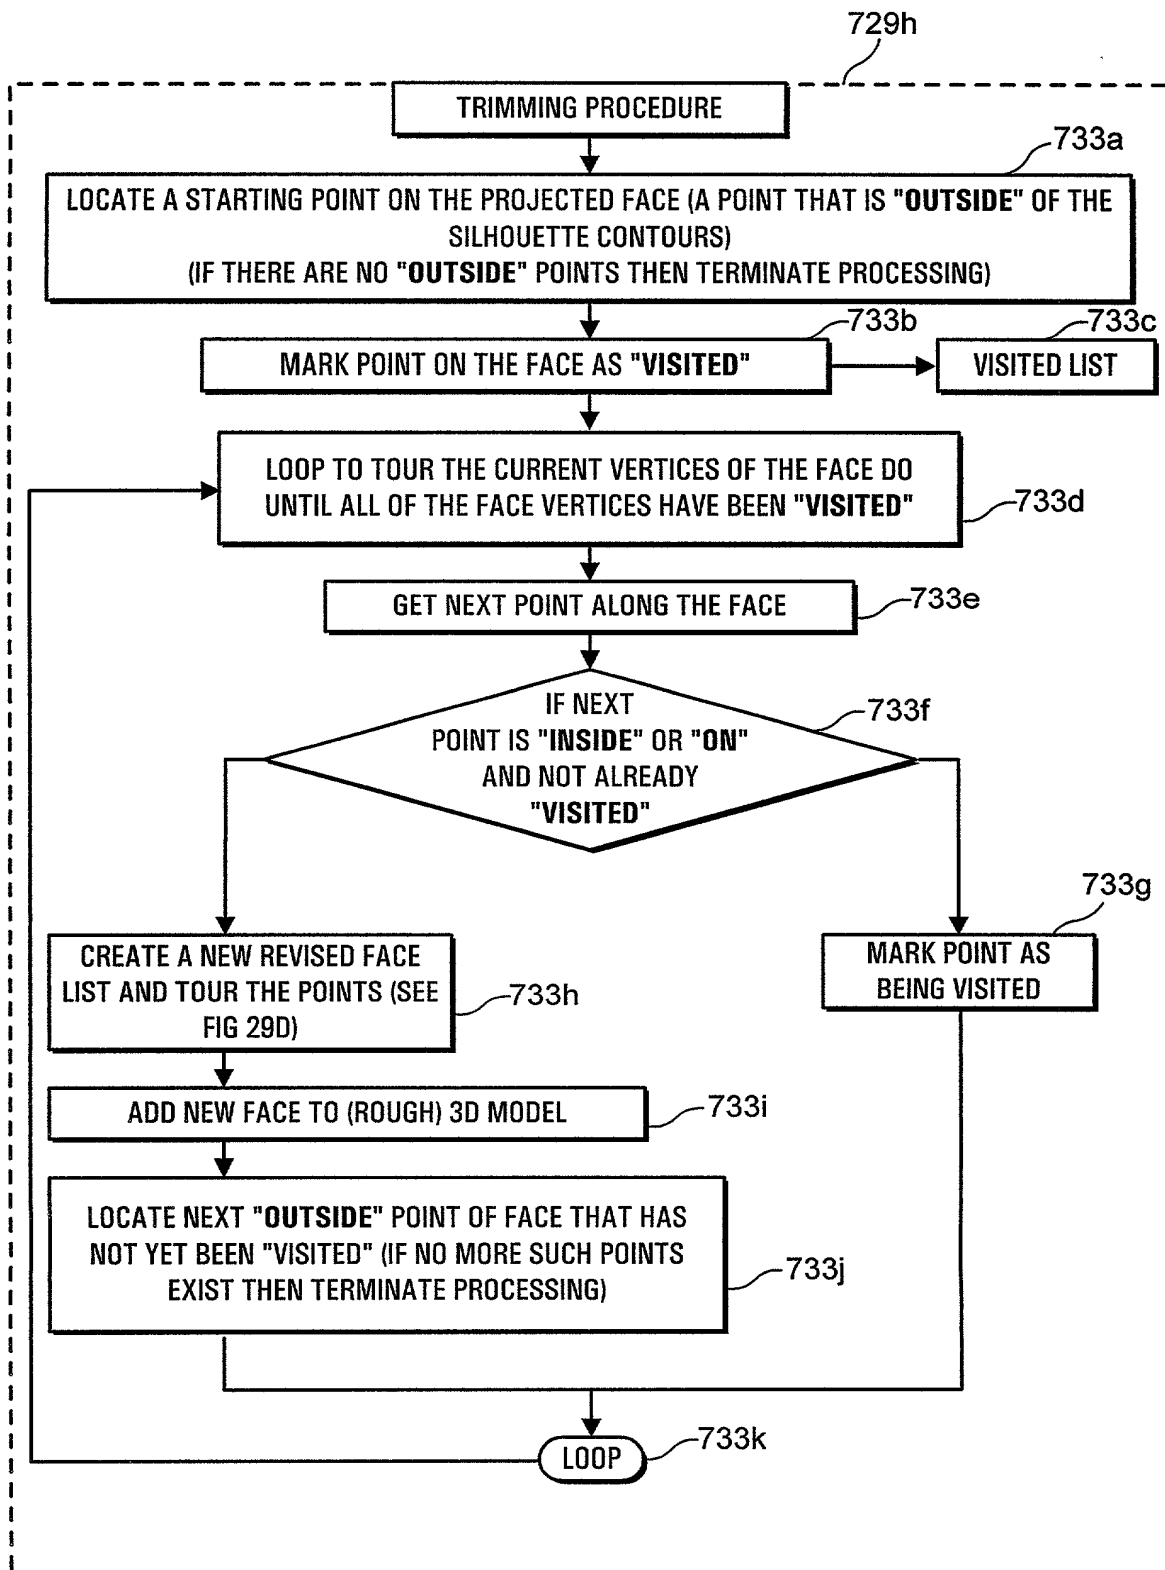 729h
TRIMMING PROCEDURE
733a
LOCATE A STARTING POINT ON THE PROJECTED FACE (A POINT THAT IS "OUTSIDE" OF THE
SILHOUETTE CONTOURS)
(IF THERE ARE NO "OUTSIDE" POINTS THEN TERMINATE PROCESSING)
733b
733c
MARK POINT ON THE FACE AS "VISITED"
VISITED LIST
LOOP TO TOUR THE CURRENT VERTICES OF THE FACE DO
UNTIL ALL OF THE FACE VERTICES HAVE BEEN "VISITED"
733d
GET NEXT POINT ALONG THE FACE
733e
IF NEXT
POINT IS "INSIDE" OR "ON"
AND NOT ALREADY
"VISITED"
733f
733g
CREATE A NEW REVISED FACE
LIST AND TOUR THE POINTS (SEE
FIG 29D)
733h
MARK POINT AS
BEING VISITED
ADD NEW FACE TO (ROUGH) 3D MODEL
733i
LOCATE NEXT "OUTSIDE" POINT OF FACE THAT HAS
NOT YET BEEN "VISITED" (IF NO MORE SUCH POINTS
EXIST THEN TERMINATE PROCESSING)
733j
LOOP
733k